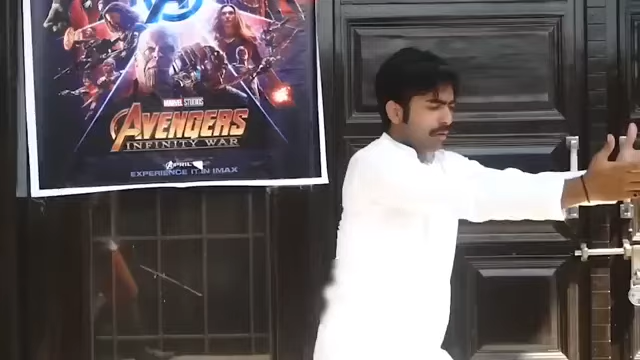 MARVEL STUDIOS
AVENGERS
INFINITY WAR
APRIL
EXPERIENCE IT IN IMAX